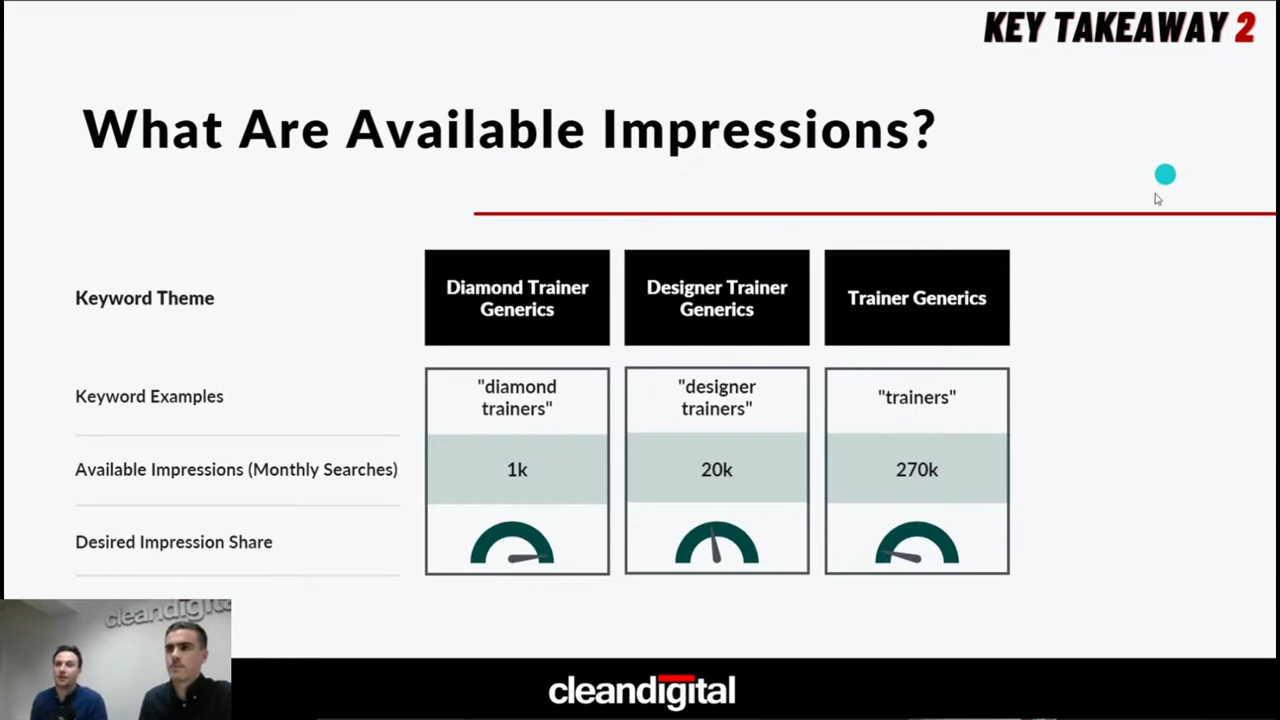 KEY TAKEAWAY 2
What Are Available Impressions?
Keyword Theme
Diamond Trainer
Generics
Designer Trainer
Generics
Trainer Generics
Keyword Examples
"diamond
trainers"
"designer
trainers"
"trainers"
Available Impressions (Monthly Searches)
1k
20k
270k
Desired Impression Share
cleandigital
cleandigital